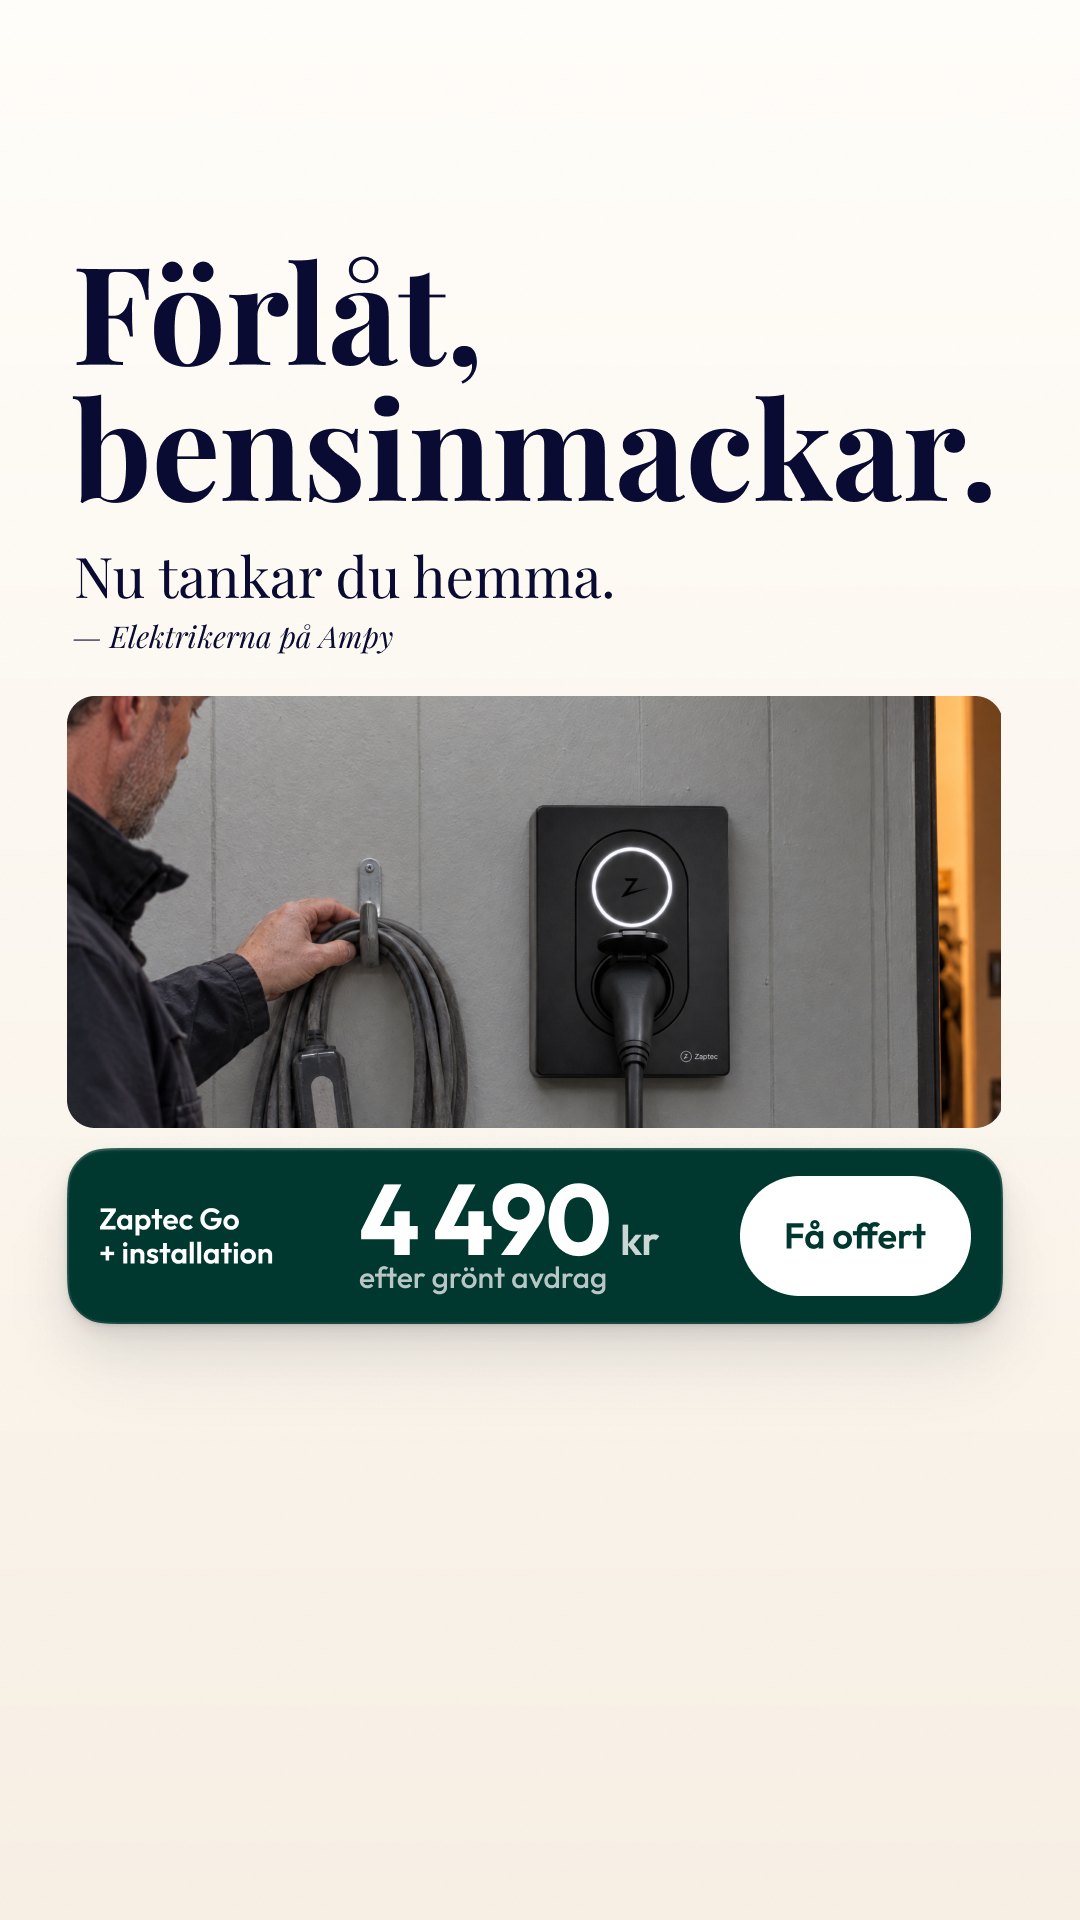 Förlåt,
bensinmackar.
Nu tankar du hemma.
— Elektrikerna på Ampy
Zaptec
Zaptec Go
+ installation
4 490 kr
efter grönt avdrag
Få offert